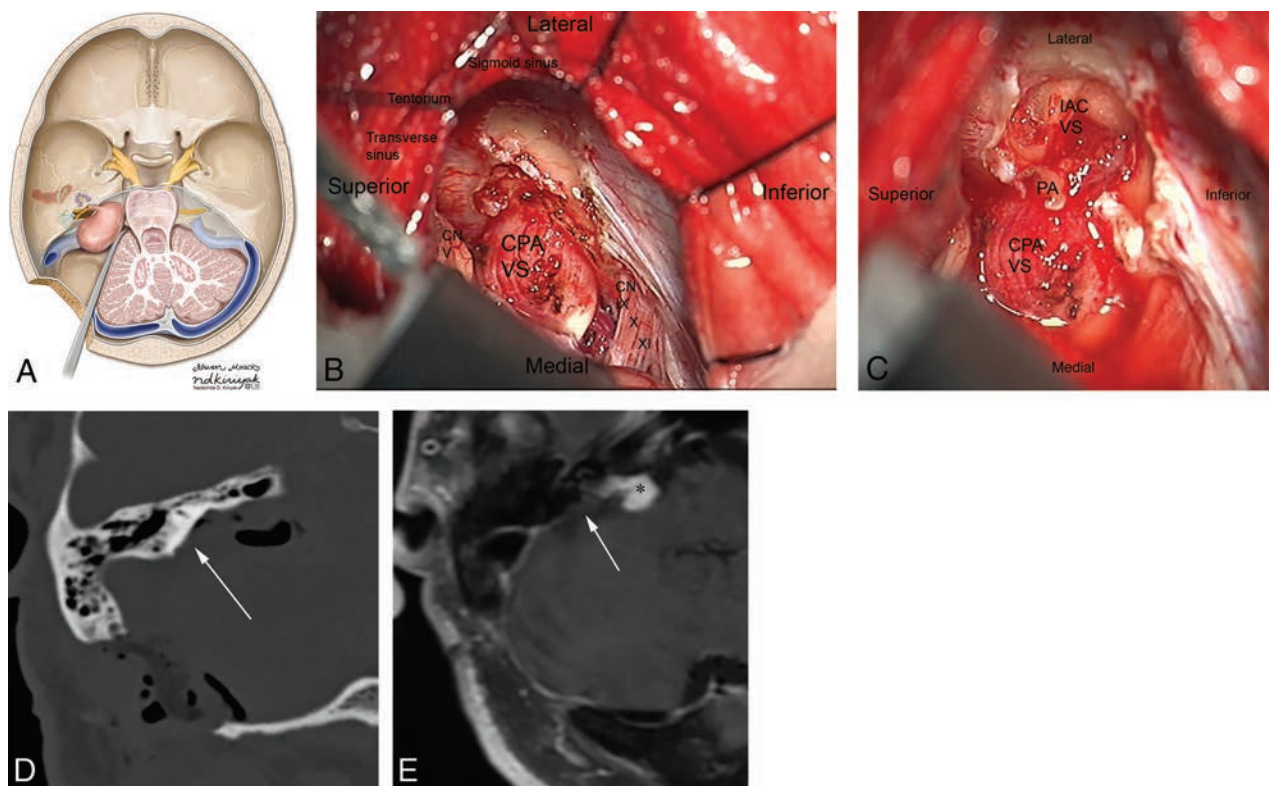 A
ndkiriyak
B
Lateral
Sigmoid sinus
Tentorium
Transverse
sinus
Superior
Inferior
CN
V
CPA
VS
CN
IX
X
XI
Medial
C
Lateral
IAC
VS
PA
Superior
Inferior
CPA
VS
Medial
D
E
*